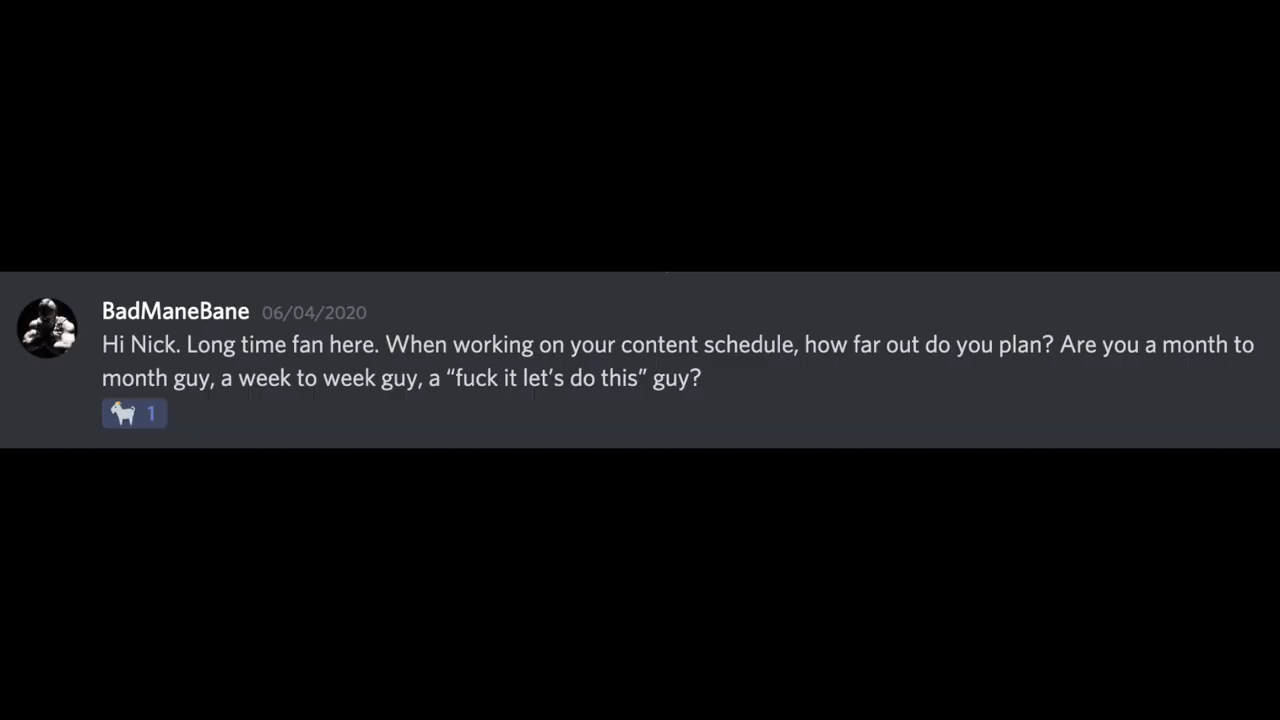 BadManeBane 06/04/2020
Hi Nick. Long time fan here. When working on your content schedule, how far out do you plan? Are you a month to
month guy, a week to week guy, a “fuck it let’s do this” guy?
1